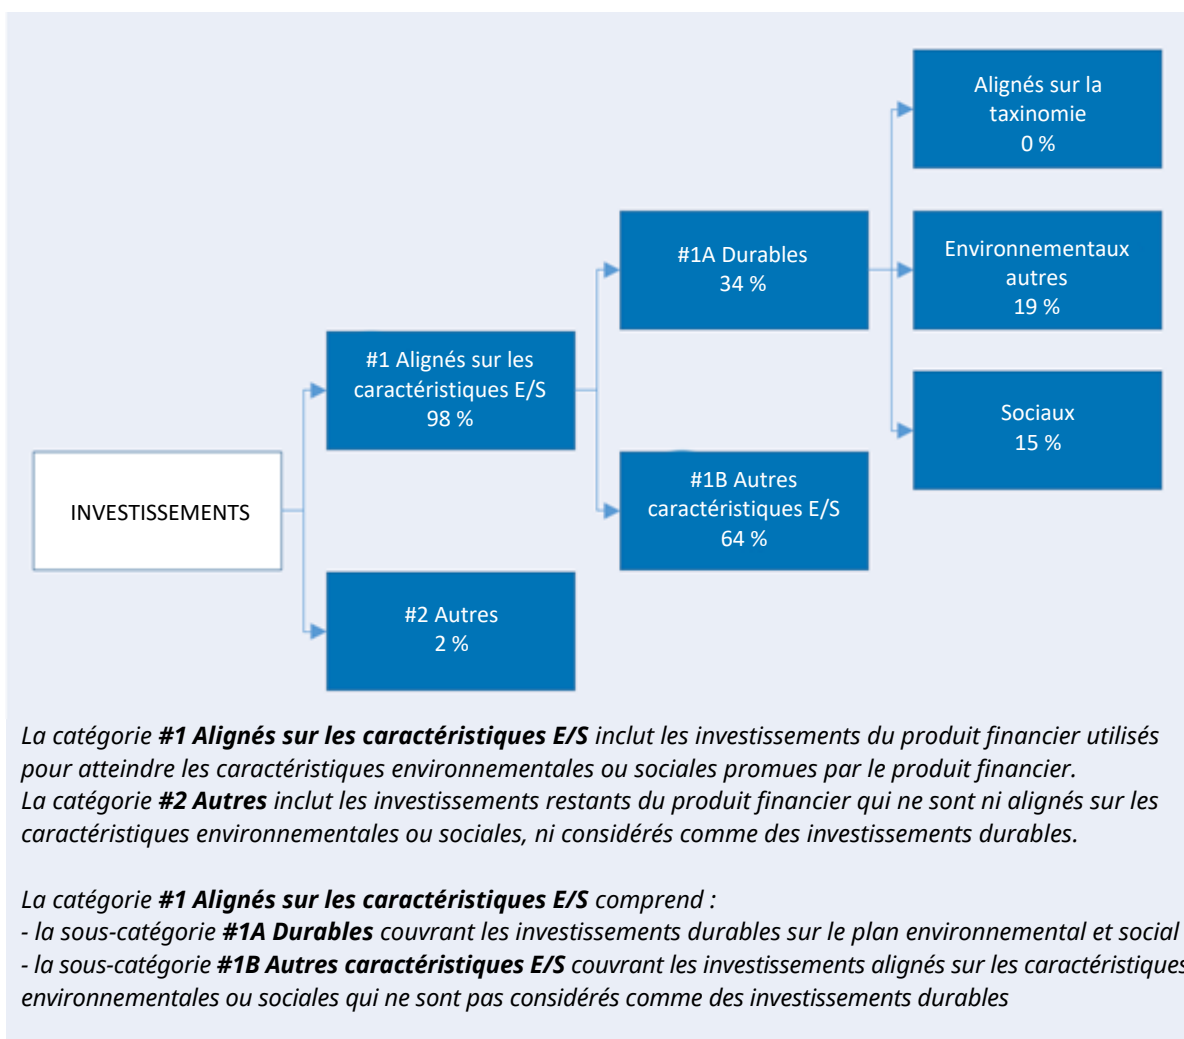 Alignés sur la
taxinomie
0 %
#1A Durables
34 %
Environnementaux
autres
19 %
#1 Alignés sur les
caractéristiques E/S
98 %
Sociaux
15 %
INVESTISSEMENTS
#1B Autres
caractéristiques E/S
64 %
#2 Autres
2 %
La catégorie #1 Alignés sur les caractéristiques E/S inclut les investissements du produit financier utilisés
pour atteindre les caractéristiques environnementales ou sociales promues par le produit financier.
La catégorie #2 Autres inclut les investissements restants du produit financier qui ne sont ni alignés sur les
caractéristiques environnementales ou sociales, ni considérés comme des investissements durables.
La catégorie #1 Alignés sur les caractéristiques E/S comprend :
- la sous-catégorie #1A Durables couvrant les investissements durables sur le plan environnemental et social
- la sous-catégorie #1B Autres caractéristiques E/S couvrant les investissements alignés sur les caractéristiques
environnementales ou sociales qui ne sont pas considérés comme des investissements durables